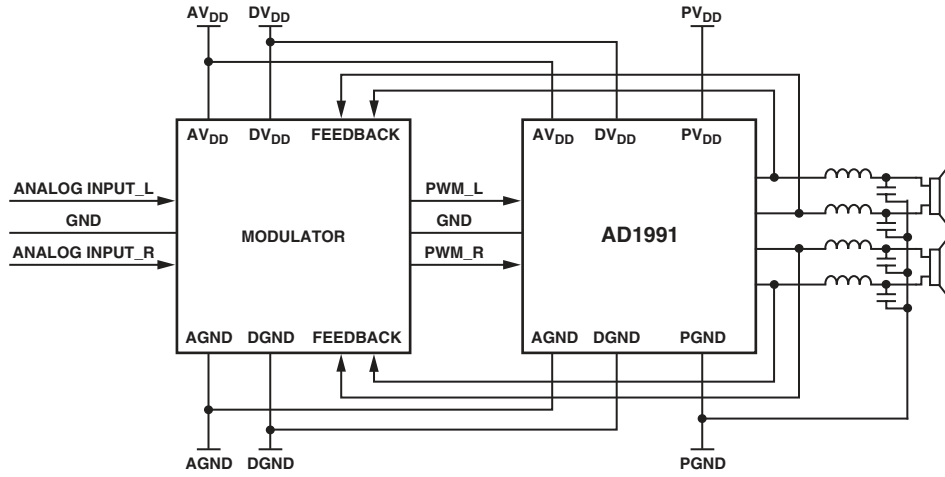 AVDD DVDD PVDD
AVDD DVDD FEEDBACK AVDD DVDD PVDD
ANALOG INPUT_L PWM_L
GND GND
MODULATOR AD1991
ANALOG INPUT_R PWM_R
AGND DGND FEEDBACK AGND DGND PGND
AGND DGND PGND